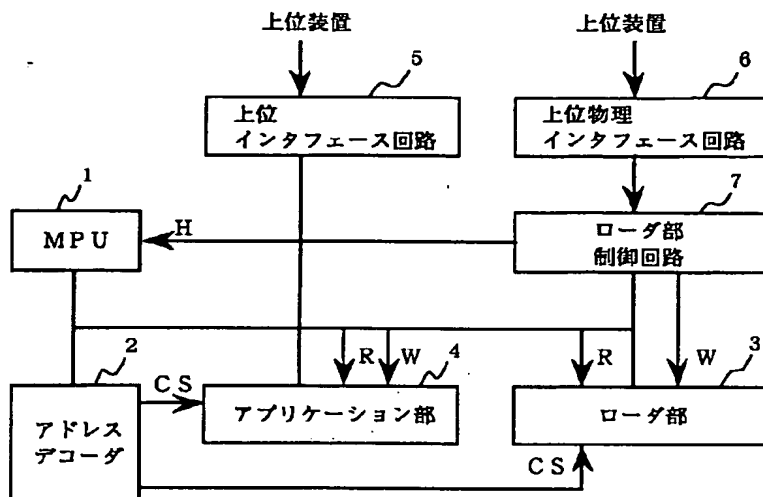 上位装置
上位装置
5
6
上位
インタフェース回路
上位物理
インタフェース回路
1
7
MPU
H
ローダ部
制御回路
2
R
W
4
R
W
3
CS
アドレス
デコーダ
アプリケーション部
ローダ部
CS